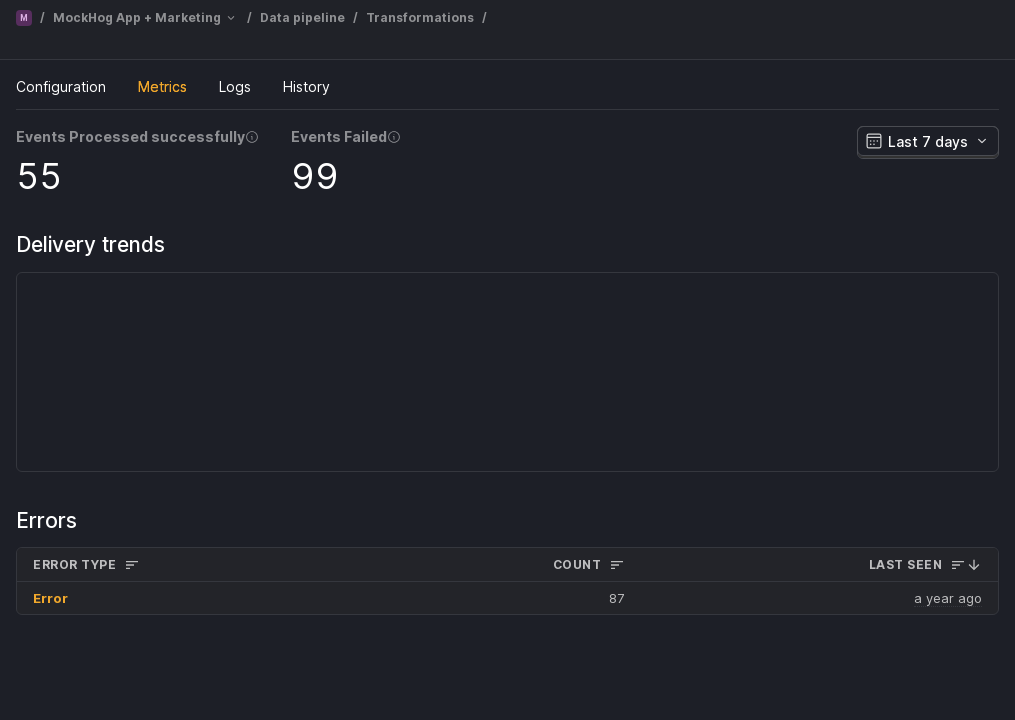 M / MockHog App + Marketing / Data pipeline / Transformations /
Configuration Metrics Logs History
Events Processed successfully Events Failed Last 7 days
55 99
Delivery trends
Errors
ERROR TYPE COUNT LAST SEEN
Error 87 a year ago